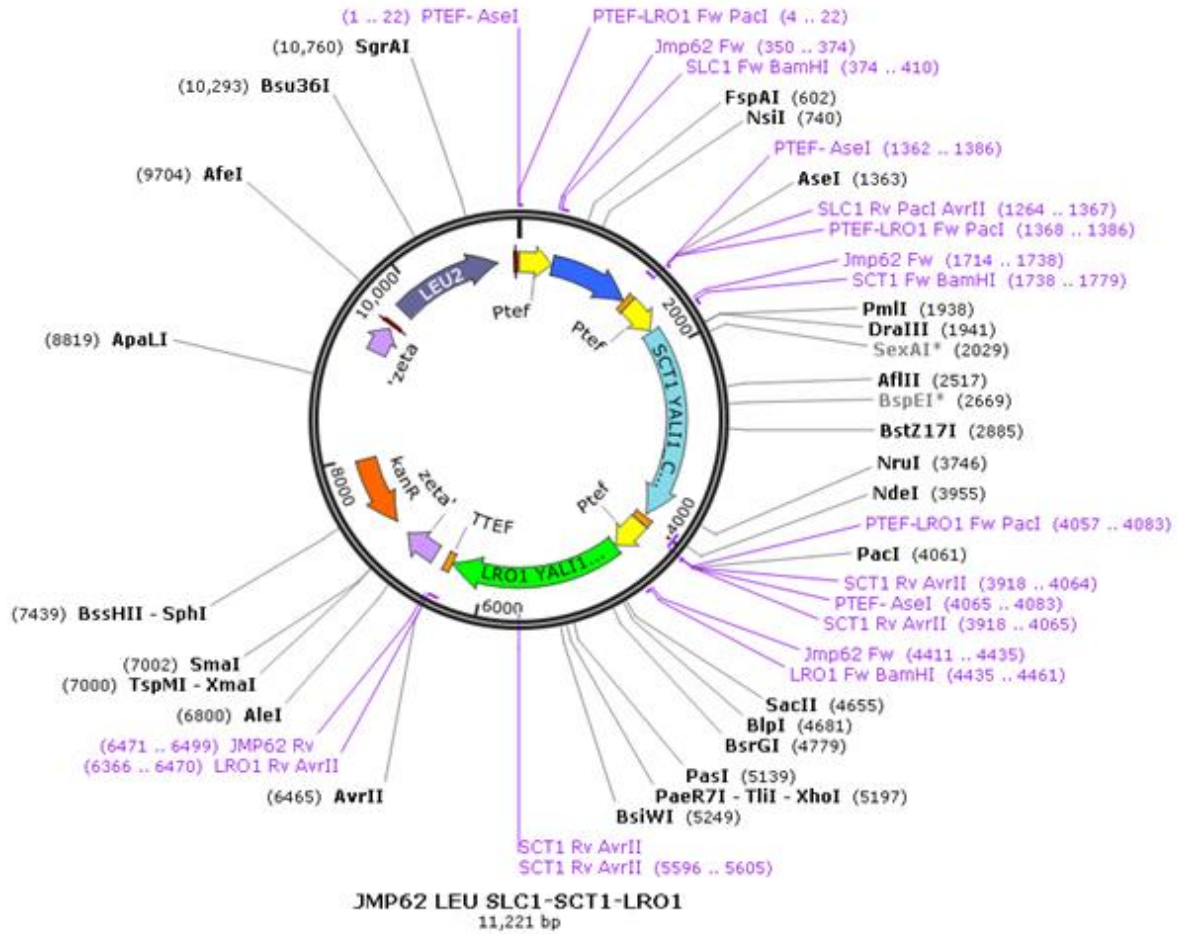 (1 .. 22) PTEF- AseI
PTEF-LRO1 Fw PacI (4 .. 22)
(10,760) SgrAI
Jmp62 Fw (350 .. 374)
SLC1 Fw BamHI (374 .. 410)
(10,293) Bsu36I
FspAI (602)
NsiI (740)
PTEF- AseI (1362 .. 1386)
(9704) AfeI
AseI (1363)
SLC1 Rv PacI AvrII (1264 .. 1367)
PTEF-LRO1 Fw PacI (1368 .. 1386)
Jmp62 Fw (1714 .. 1738)
SCT1 Fw BamHI (1738 .. 1779)
LEU2
10,000
Ptef
Ptef
2000
PmlI (1938)
DraIII (1941)
SexAI* (2029)
(8819) ApaLI
'zeta
SCT1 YALI1 C...
AflII (2517)
BspEI* (2669)
BstZ17I (2885)
NruI (3746)
NdeI (3955)
8000
kanR
zeta'
TTEF
Ptef
4000
PTEF-LRO1 Fw PacI (4057 .. 4083)
PacI (4061)
LRO1 YALI1...
SCT1 Rv AvrII (3918 .. 4064)
PTEF- AseI (4065 .. 4083)
SCT1 Rv AvrII (3918 .. 4065)
6000
(7439) BssHII - SphI
Jmp62 Fw (4411 .. 4435)
LRO1 Fw BamHI (4435 .. 4461)
(7002) SmaI
(7000) TspMI - XmaI
SacII (4655)
(6800) AleI
BlpI (4681)
BsrGI (4779)
(6471 .. 6499) JMP62 Rv
(6366 .. 6470) LRO1 Rv AvrII
PasI (5139)
(6465) AvrII
PaeR7I - TliI - XhoI (5197)
BsiWI (5249)
SCT1 Rv AvrII
SCT1 Rv AvrII (5596 .. 5605)
JMP62 LEU SLC1-SCT1-LRO1
11,221 bp